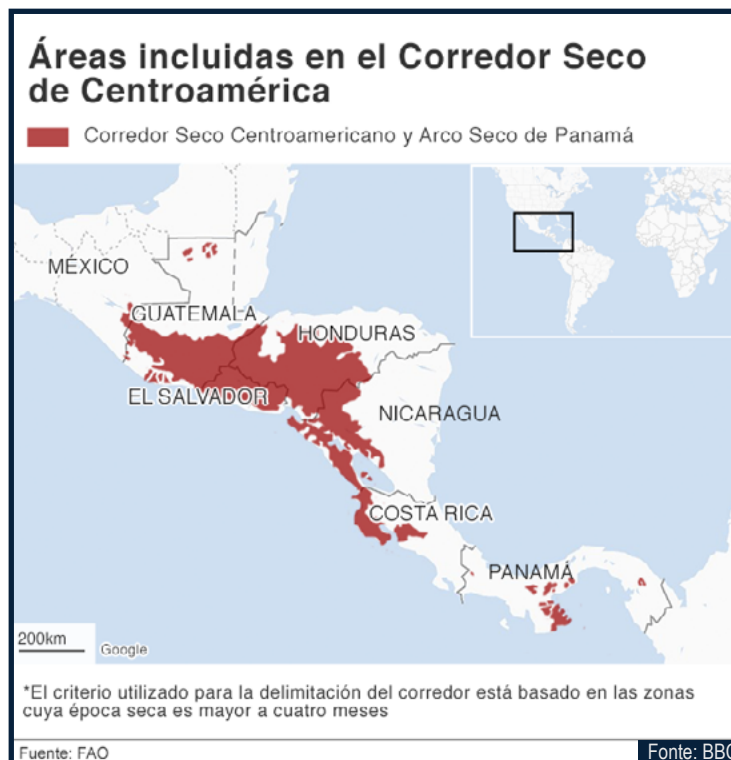 Áreas incluidas en el Corredor Seco
de Centroamérica
Corredor Seco Centroamericano y Arco Seco de Panamá
MÉXICO
GUATEMALA
HONDURAS
EL SALVADOR
NICARAGUA
COSTA RICA
PANAMÁ
200km
Google
*El criterio utilizado para la delimitación del corredor está basado en las zonas
cuya época seca es mayor a cuatro meses
Fuente: FAO
Fonte: BBC